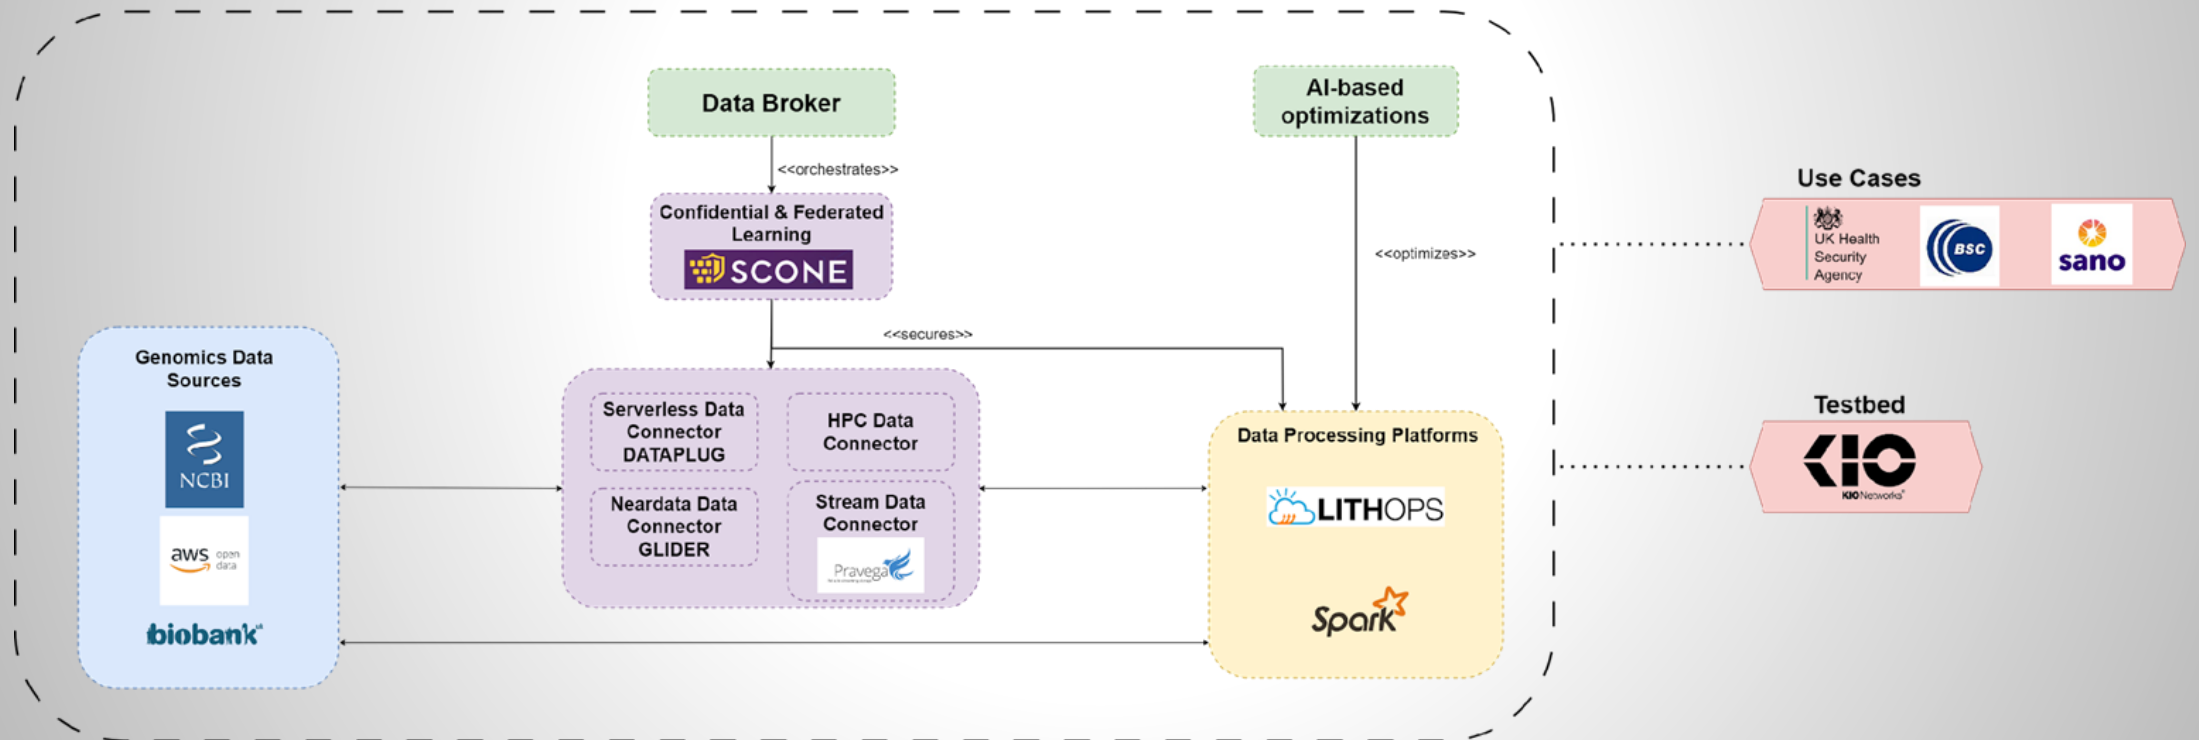 Data Broker
AI-based
optimizations
<<orchestrates>>
Confidential & Federated
Learning
SCONE
<<optimizes>>
<<secures>>
Genomics Data
Sources
NCBI
aws open
data
biobank
Serverless Data
Connector
DATAPLUG
HPC Data
Connector
Neardata Data
Connector
GLIDER
Stream Data
Connector
Pravega
Data Processing Platforms
LITHOPS
Spark
Use Cases
UK Health
Security
Agency
BSC
sano
Testbed
KIO
KIO Networks